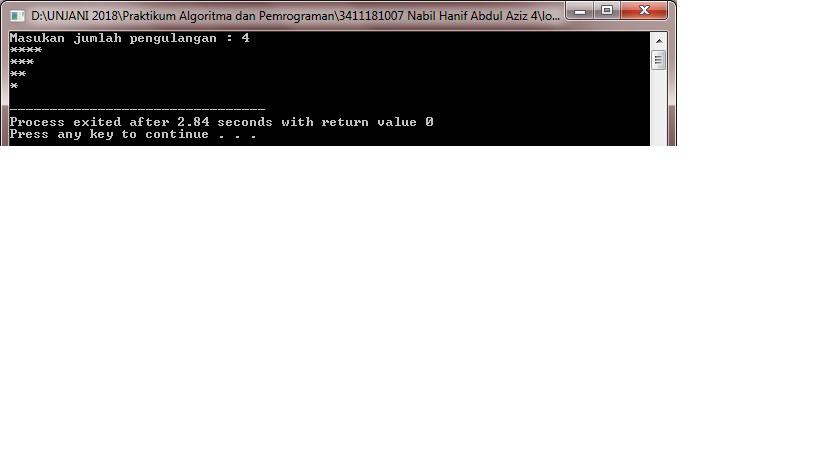 D:\UNJANI 2018\Praktikum Algoritma dan Pemrograman\3411181007 Nabil Hanif Abdul Aziz 4\lo...
Masukan jumlah pengulangan : 4
****
***
**
*
--------------------------------
Process exited after 2.84 seconds with return value 0
Press any key to continue . . .